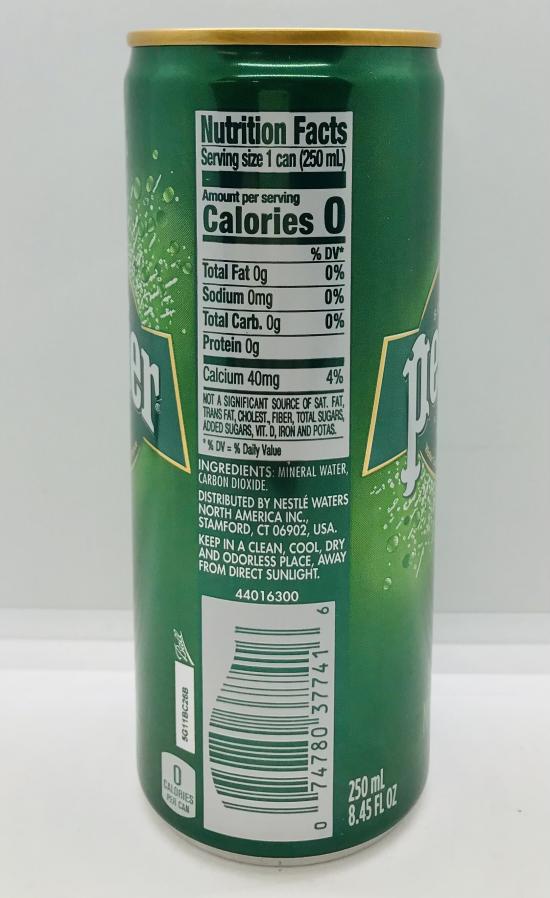 Nutrition Facts
Serving size 1 can (250 mL)
Amount per serving
Calories 0
% DV*
Total Fat 0g 0%
Sodium 0mg 0%
Total Carb. 0g 0%
Protein 0g
Calcium 40mg 4%
NOT A SIGNIFICANT SOURCE OF SAT. FAT,
TRANS FAT, CHOLEST., FIBER, TOTAL SUGARS,
ADDED SUGARS, VIT. D, IRON AND POTAS.
*% DV = % Daily Value
INGREDIENTS: MINERAL WATER,
CARBON DIOXIDE.
DISTRIBUTED BY NESTLÉ WATERS
NORTH AMERICA INC.,
STAMFORD, CT 06902, USA.
KEEP IN A CLEAN, COOL, DRY
AND ODORLESS PLACE, AWAY
FROM DIRECT SUNLIGHT.
44016300
0 74780 37741 6
er
Pe
Ball
5G11BC26B
0
CALORIES
PER CAN
250 mL
8.45 FL OZ